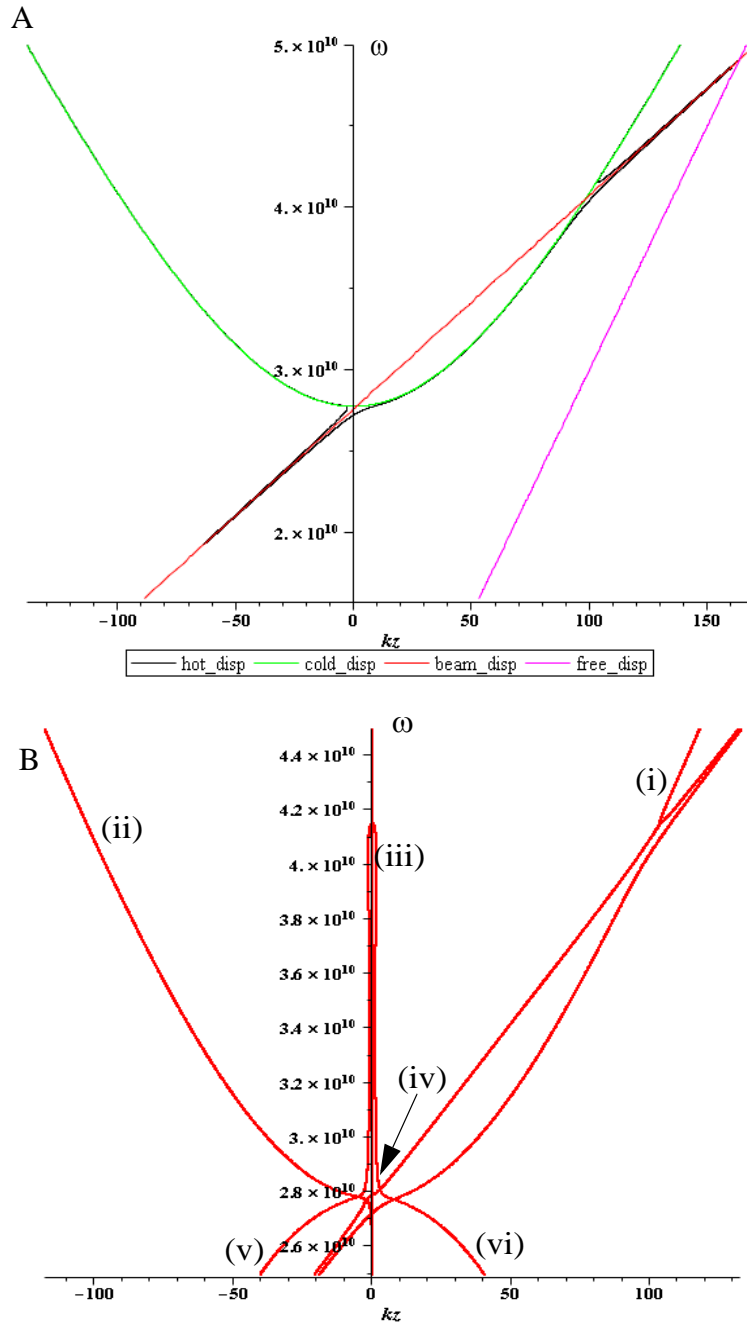 A
ω
5. × 10¹⁰
4. × 10¹⁰
3. × 10¹⁰
2. × 10¹⁰
−100 −50 0 50 100 150
kz
hot_disp cold_disp beam_disp free_disp
B
ω
4.4 × 10¹⁰
(i)
4.2 × 10¹⁰
(ii)
(iii)
4. × 10¹⁰
3.8 × 10¹⁰
3.6 × 10¹⁰
3.4 × 10¹⁰
3.2 × 10¹⁰
(iv)
3. × 10¹⁰
2.8 × 10¹⁰
(v)
2.6 × 10¹⁰
(vi)
−100 −50 0 50 100
kz